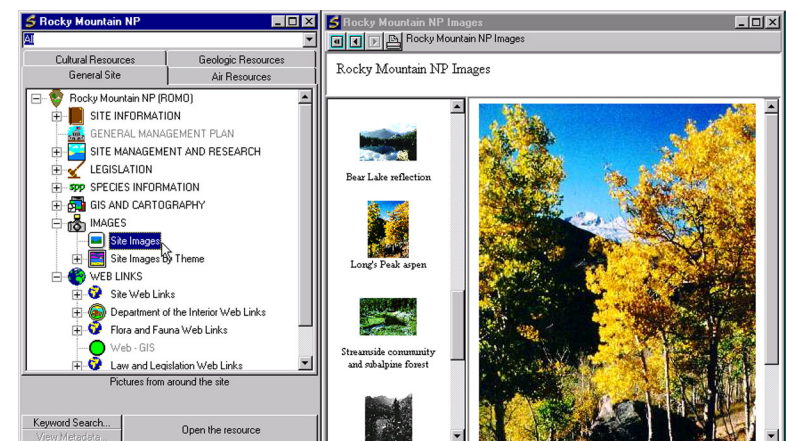 Rocky Mountain NP
All
Cultural Resources
Geologic Resources
General Site
Air Resources
Rocky Mountain NP (ROMO)
SITE INFORMATION
GENERAL MANAGEMENT PLAN
SITE MANAGEMENT AND RESEARCH
LEGISLATION
spp SPECIES INFORMATION
GIS AND CARTOGRAPHY
IMAGES
Site Images
Site Images by Theme
WEB LINKS
Site Web Links
Department of the Interior Web Links
Flora and Fauna Web Links
Web - GIS
Law and Legislation Web Links
Pictures from around the site
Keyword Search...
View Metadata
Open the resource
Rocky Mountain NP Images
Rocky Mountain NP Images
Rocky Mountain NP Images
Bear Lake reflection
Long's Peak aspen
Streamside community
and subalpine forest